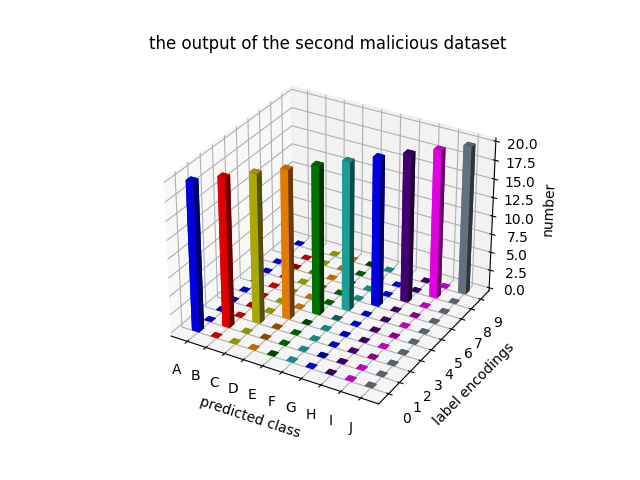 the output of the second malicious dataset
20.0
17.5
15.0
12.5
10.0
7.5
5.0
2.5
0.0
number
A B C D E F G H I J
predicted class
0 1 2 3 4 5 6 7 8 9
label encodings